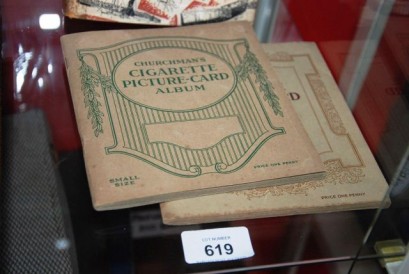 CHURCHMAN'S
CIGARETTE
PICTURE-CARD
ALBUM
SMALL
SIZE
PRICE ONE PENNY
D
PRICE ONE PENNY
LOT NUMBER
619